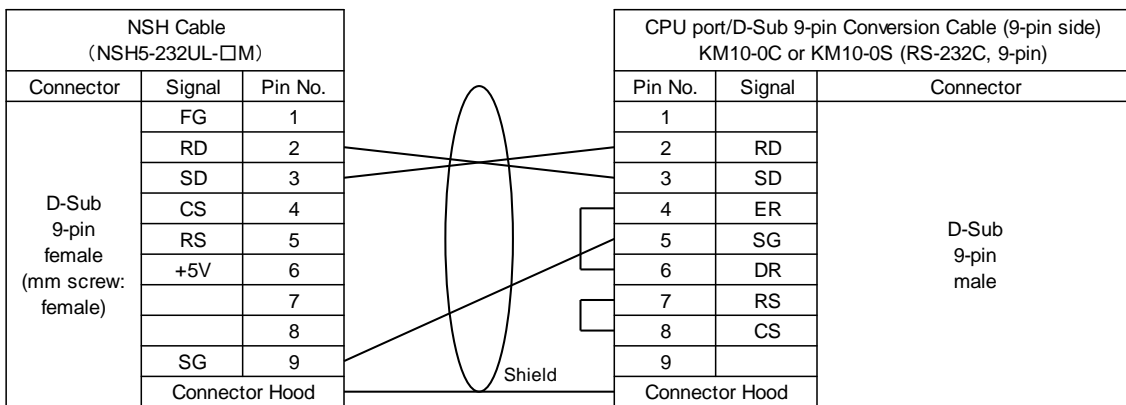 NSH Cable
（NSH5-232UL-□M）
CPU port/D-Sub 9-pin Conversion Cable (9-pin side)
KM10-0C or KM10-0S (RS-232C, 9-pin)
Connector Signal Pin No.
Pin No. Signal Connector
FG 1
1
RD 2
2 RD
SD 3
3 SD
CS 4
4 ER
RS 5
5 SG
+5V 6
6 DR
7
7 RS
8
8 CS
SG 9
9
D-Sub
9-pin
female
(mm screw:
female)
D-Sub
9-pin
male
Shield
Connector Hood
Connector Hood